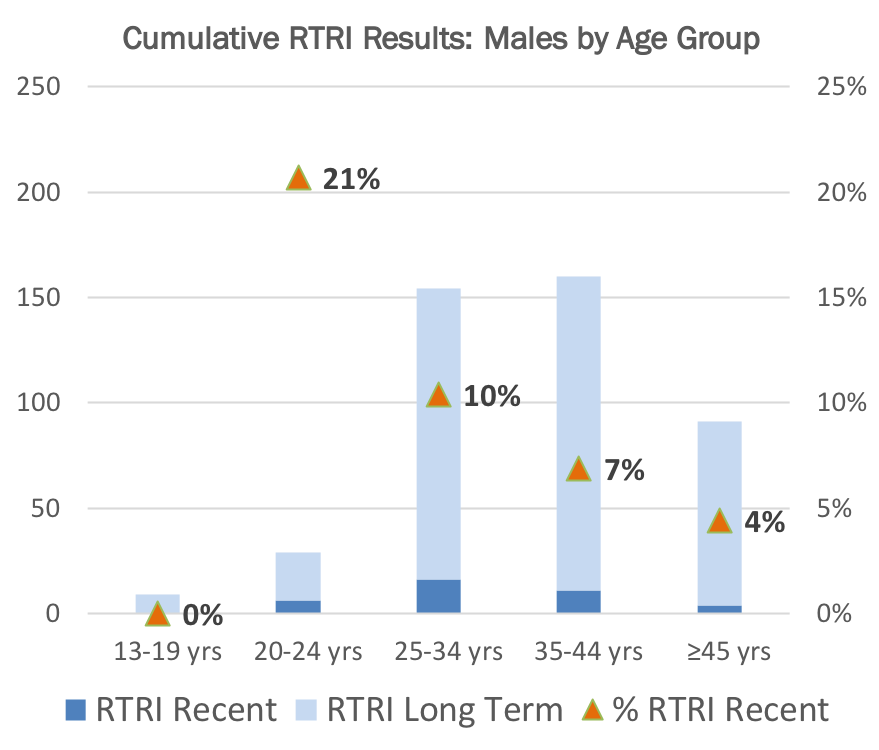 Cumulative RTRI Results: Males by Age Group
250 25%
21%
200 20%
150 15%
100 10% 10%
7%
50 4% 5%
0 0% 0%
13-19 yrs 20-24 yrs 25-34 yrs 35-44 yrs ≥45 yrs
RTRI Recent RTRI Long Term % RTRI Recent